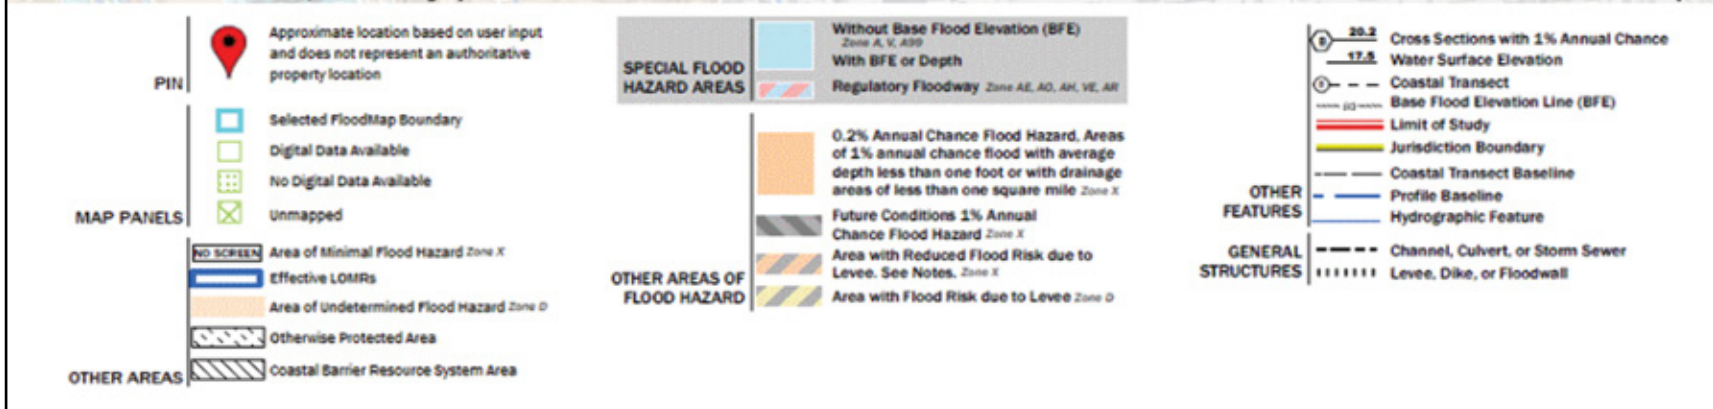 PIN
Approximate location based on user input
and does not represent an authoritative
property location
MAP PANELS
Selected FloodMap Boundary
Digital Data Available
No Digital Data Available
Unmapped
OTHER AREAS
NO SCREEN Area of Minimal Flood Hazard Zone X
Effective LOMRs
Area of Undetermined Flood Hazard Zone D
Otherwise Protected Area
Coastal Barrier Resource System Area
SPECIAL FLOOD
HAZARD AREAS
Without Base Flood Elevation (BFE)
Zone A, V, A99
With BFE or Depth
Regulatory Floodway Zone AE, AO, AH, VE, AR
OTHER AREAS OF
FLOOD HAZARD
0.2% Annual Chance Flood Hazard, Areas
of 1% annual chance flood with average
depth less than one foot or with drainage
areas of less than one square mile Zone X
Future Conditions 1% Annual
Chance Flood Hazard Zone X
Area with Reduced Flood Risk due to
Levee. See Notes. Zone X
Area with Flood Risk due to Levee Zone D
OTHER
FEATURES
20.2 Cross Sections with 1% Annual Chance
17.5 Water Surface Elevation
Coastal Transect
Base Flood Elevation Line (BFE)
Limit of Study
Jurisdiction Boundary
Coastal Transect Baseline
Profile Baseline
Hydrographic Feature
GENERAL
STRUCTURES
Channel, Culvert, or Storm Sewer
Levee, Dike, or Floodwall